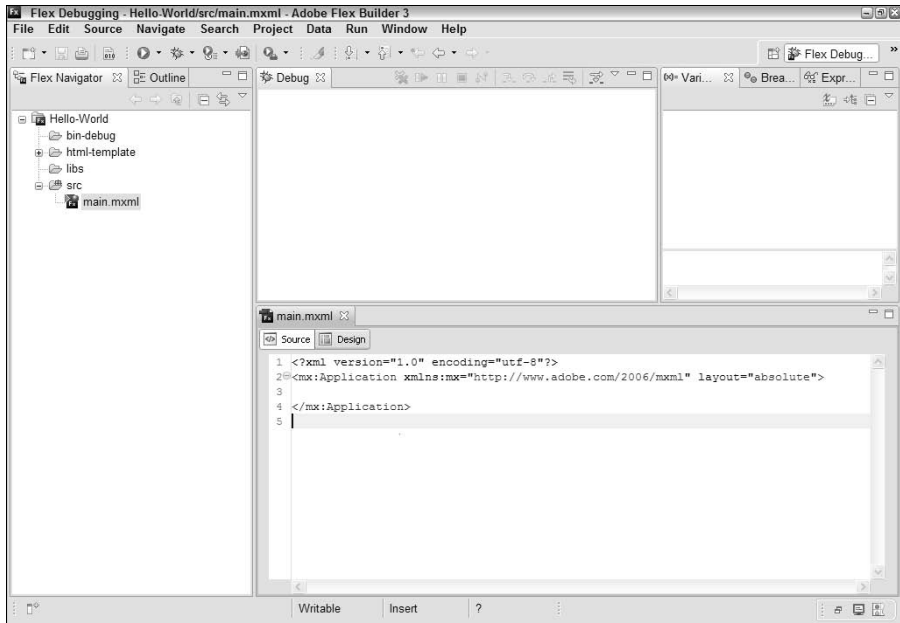 Flex Debugging - Hello-World/src/main.mxml - Adobe Flex Builder 3
File Edit Source Navigate Search Project Data Run Window Help
Flex Debug... »
Flex Navigator Outline
Debug
Vari... Brea... Expr...
Hello-World
bin-debug
html-template
libs
src
main.mxml
main.mxml
Source Design
1 <?xml version="1.0" encoding="utf-8"?>
2 <mx:Application xmlns:mx="http://www.adobe.com/2006/mxml" layout="absolute">
3
4 </mx:Application>
5
Writable Insert ?